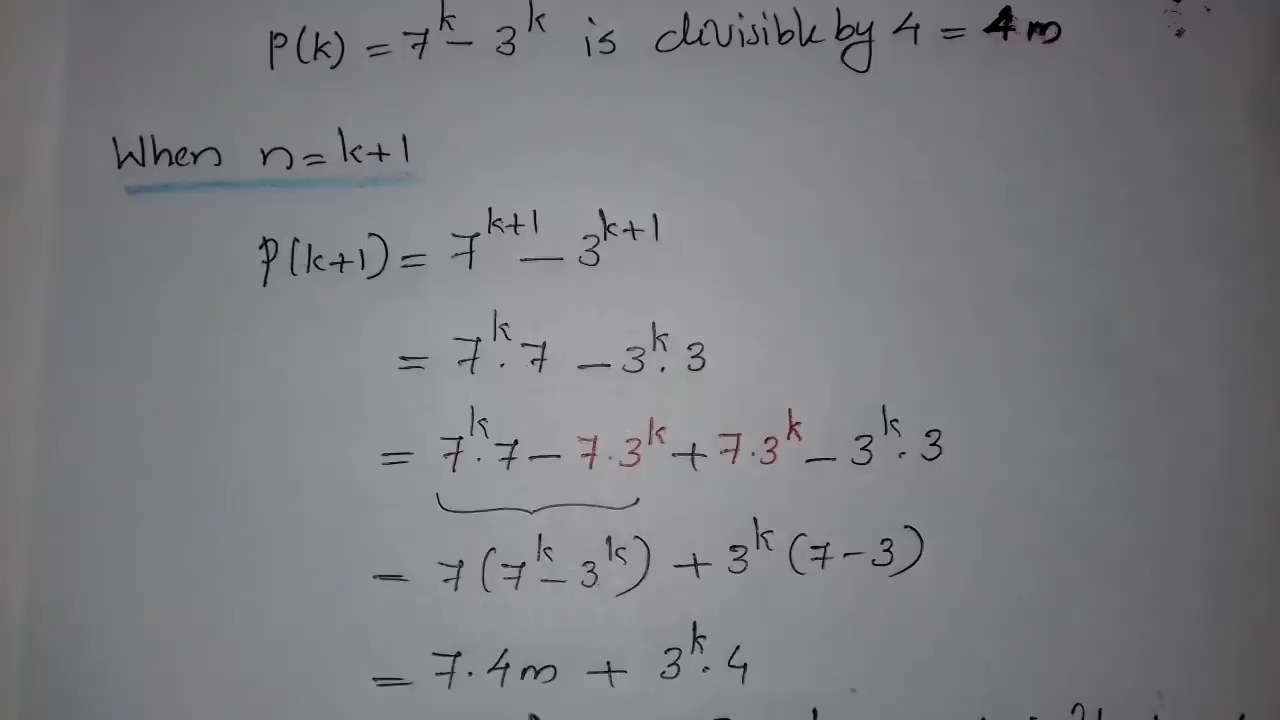 P(k) = 7^k - 3^k is divisible by 4 = 4m
When n = k+1
P(k+1) = 7^{k+1} - 3^{k+1}
= 7^k . 7 - 3^k . 3
= 7^k . 7 - 7 . 3^k + 7 . 3^k - 3^k . 3
= 7 (7^k - 3^k) + 3^k (7 - 3)
= 7 . 4m + 3^k . 4